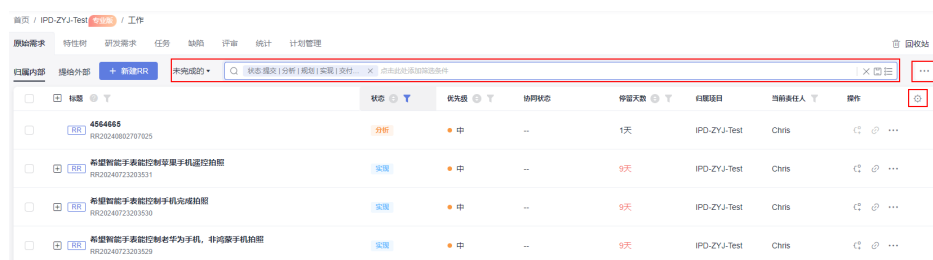 首页 / IPD-ZYJ-Test 专业版 / 工作
原始需求 特性树 研发需求 任务 缺陷 评审 统计 计划管理 回收站
归属内部 提给外部 + 新建RR 未完成的 状态:提交 | 分析 | 规划 | 实现 | 交付... × 点击此处添加筛选条件
标题 状态 优先级 协同状态 停留天数 归属项目 当前责任人 操作
RR 4564665 分析 中 -- 1天 IPD-ZYJ-Test Chris
RR20240802707025
RR 希望智能手表能控制苹果手机遥控拍照 实现 中 -- 9天 IPD-ZYJ-Test Chris
RR20240723203531
RR 希望智能手表能控制手机完成拍照 实现 中 -- 9天 IPD-ZYJ-Test Chris
RR20240723203530
RR 希望智能手表能控制老华为手机，非鸿蒙手机拍照 实现 中 -- 9天 IPD-ZYJ-Test Chris
RR20240723203529